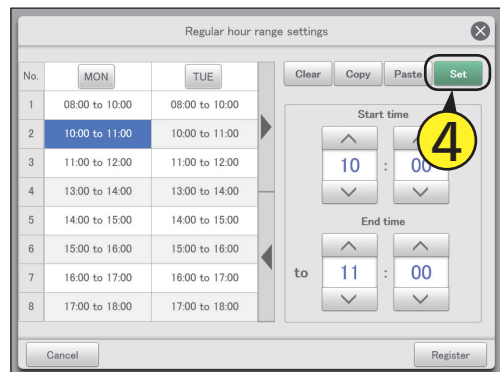 Regular hour range settings
No. MON TUE
Clear Copy Paste Set
1 08:00 to 10:00 08:00 to 10:00
2 10:00 to 11:00 10:00 to 11:00
3 11:00 to 12:00 11:00 to 12:00
4 13:00 to 14:00 13:00 to 14:00
5 14:00 to 15:00 14:00 to 15:00
6 15:00 to 16:00 15:00 to 16:00
7 16:00 to 17:00 16:00 to 17:00
8 17:00 to 18:00 17:00 to 18:00
4
Start time
10 : 00
End time
to 11 : 00
Cancel Register